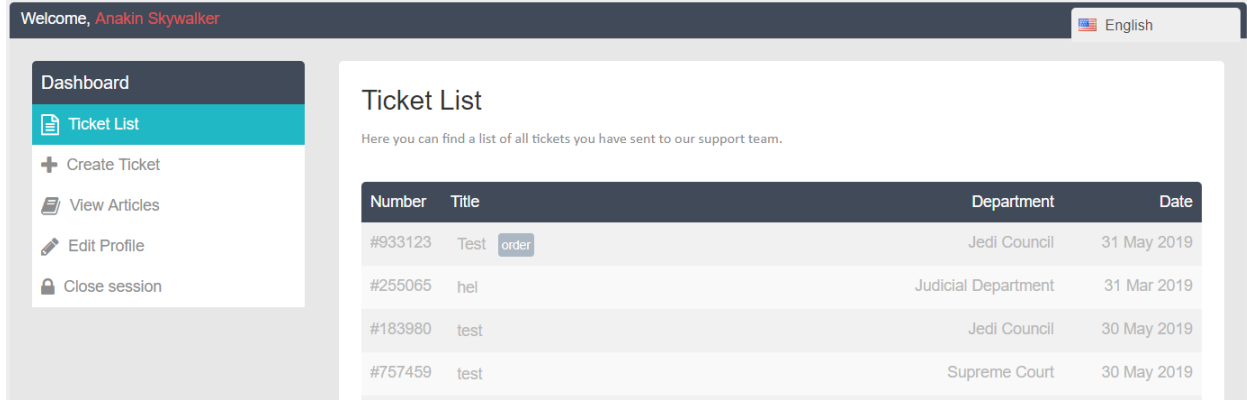 Welcome, Anakin Skywalker
English
Dashboard
Ticket List
Create Ticket
View Articles
Edit Profile
Close session
Ticket List
Here you can find a list of all tickets you have sent to our support team.
Number Title Department Date
#933123 Test order Jedi Council 31 May 2019
#255065 hel Judicial Department 31 Mar 2019
#183980 test Jedi Council 30 May 2019
#757459 test Supreme Court 30 May 2019